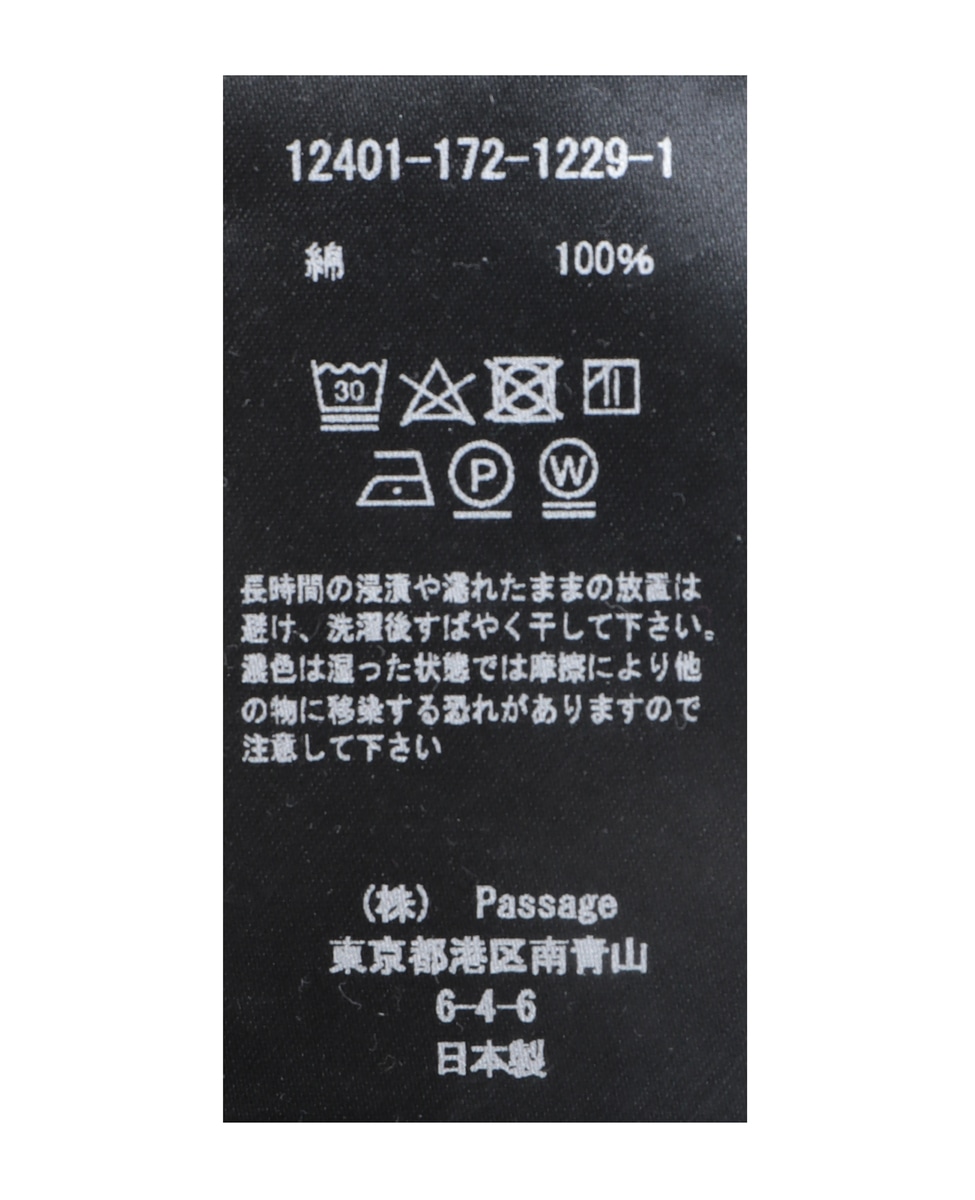 12401-172-1229-1
綿 100%
30
P W
長時間の浸漬や濡れたままの放置は
避け、洗濯後すばやく干して下さい。
濃色は湿った状態では摩擦により他
の物に移染する恐れがありますので
注意して下さい
(株) Passage
東京都港区南青山
6-4-6
日本製